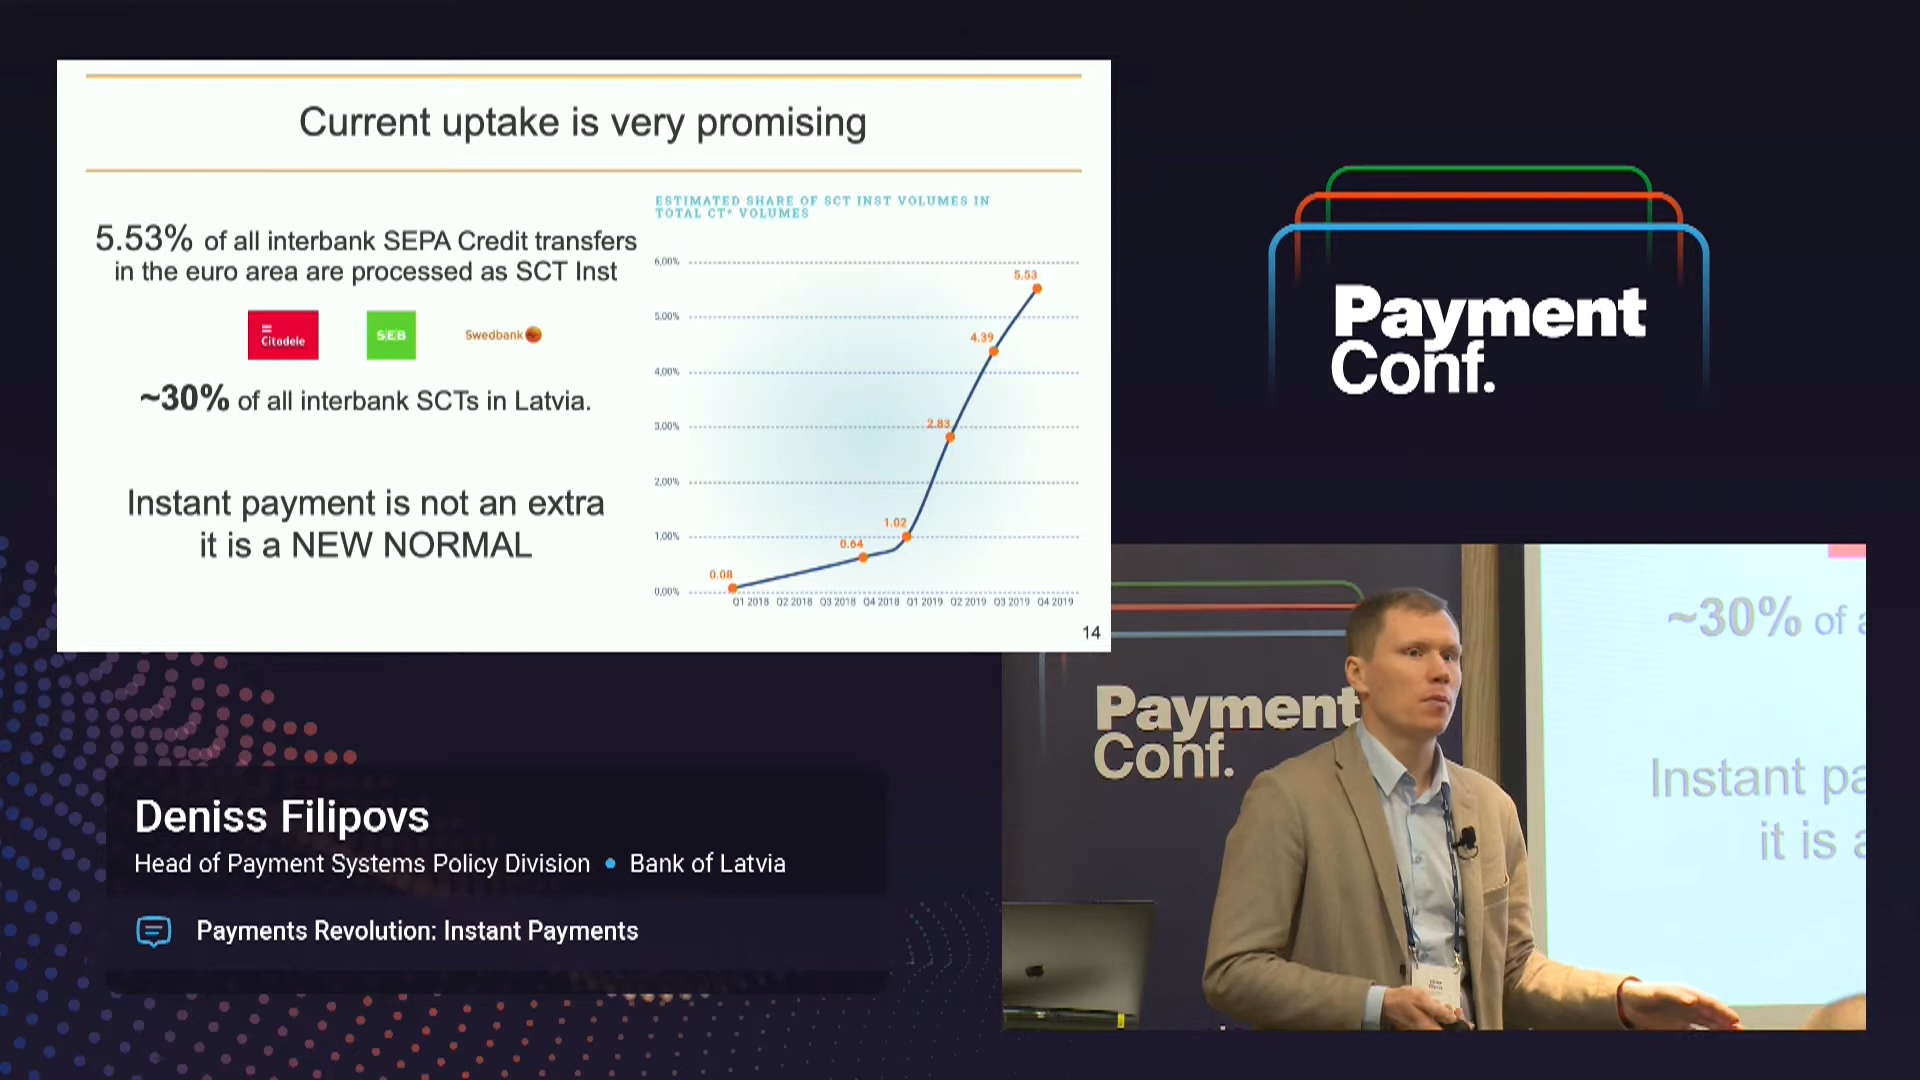 Current uptake is very promising
5.53% of all interbank SEPA Credit transfers
in the euro area are processed as SCT Inst
Citadele
SEB
Swedbank
~30% of all interbank SCTs in Latvia.
Instant payment is not an extra
it is a NEW NORMAL
ESTIMATED SHARE OF SCT INST VOLUMES IN
TOTAL CT* VOLUMES
6,00%
5,00%
4,00%
3,00%
2,00%
1,00%
0,00%
0.08
0.64
1.02
2.83
4.39
5.53
Q1 2018 Q2 2018 Q3 2018 Q4 2018 Q1 2019 Q2 2019 Q3 2019 Q4 2019
14
Payment
Conf.
Payment
Conf.
~30% of a
Instant pa
it is a
Deniss Filipovs
Head of Payment Systems Policy Division • Bank of Latvia
Payments Revolution: Instant Payments